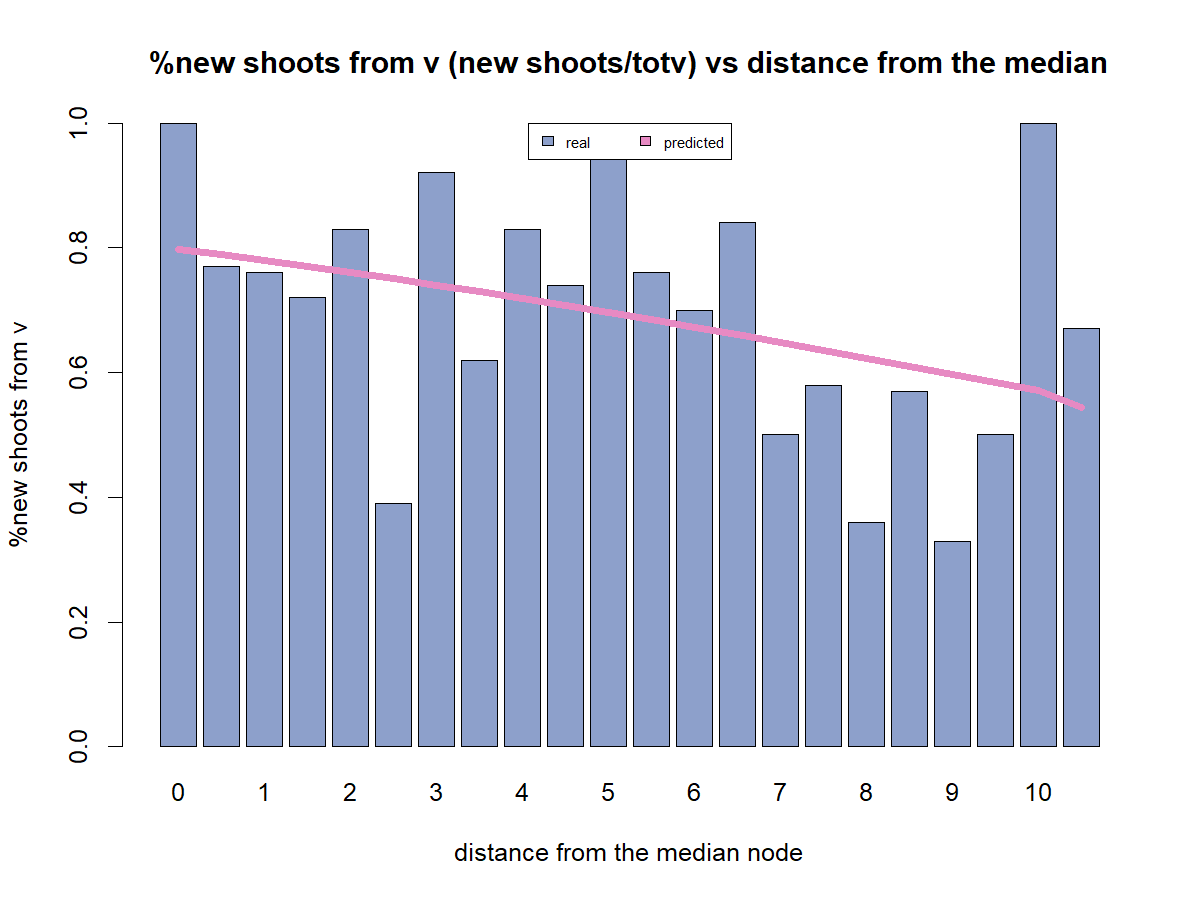 %new shoots from v (new shoots/totv) vs distance from the median
real predicted
%new shoots from v
1.0
0.8
0.6
0.4
0.2
0.0
0 1 2 3 4 5 6 7 8 9 10
distance from the median node